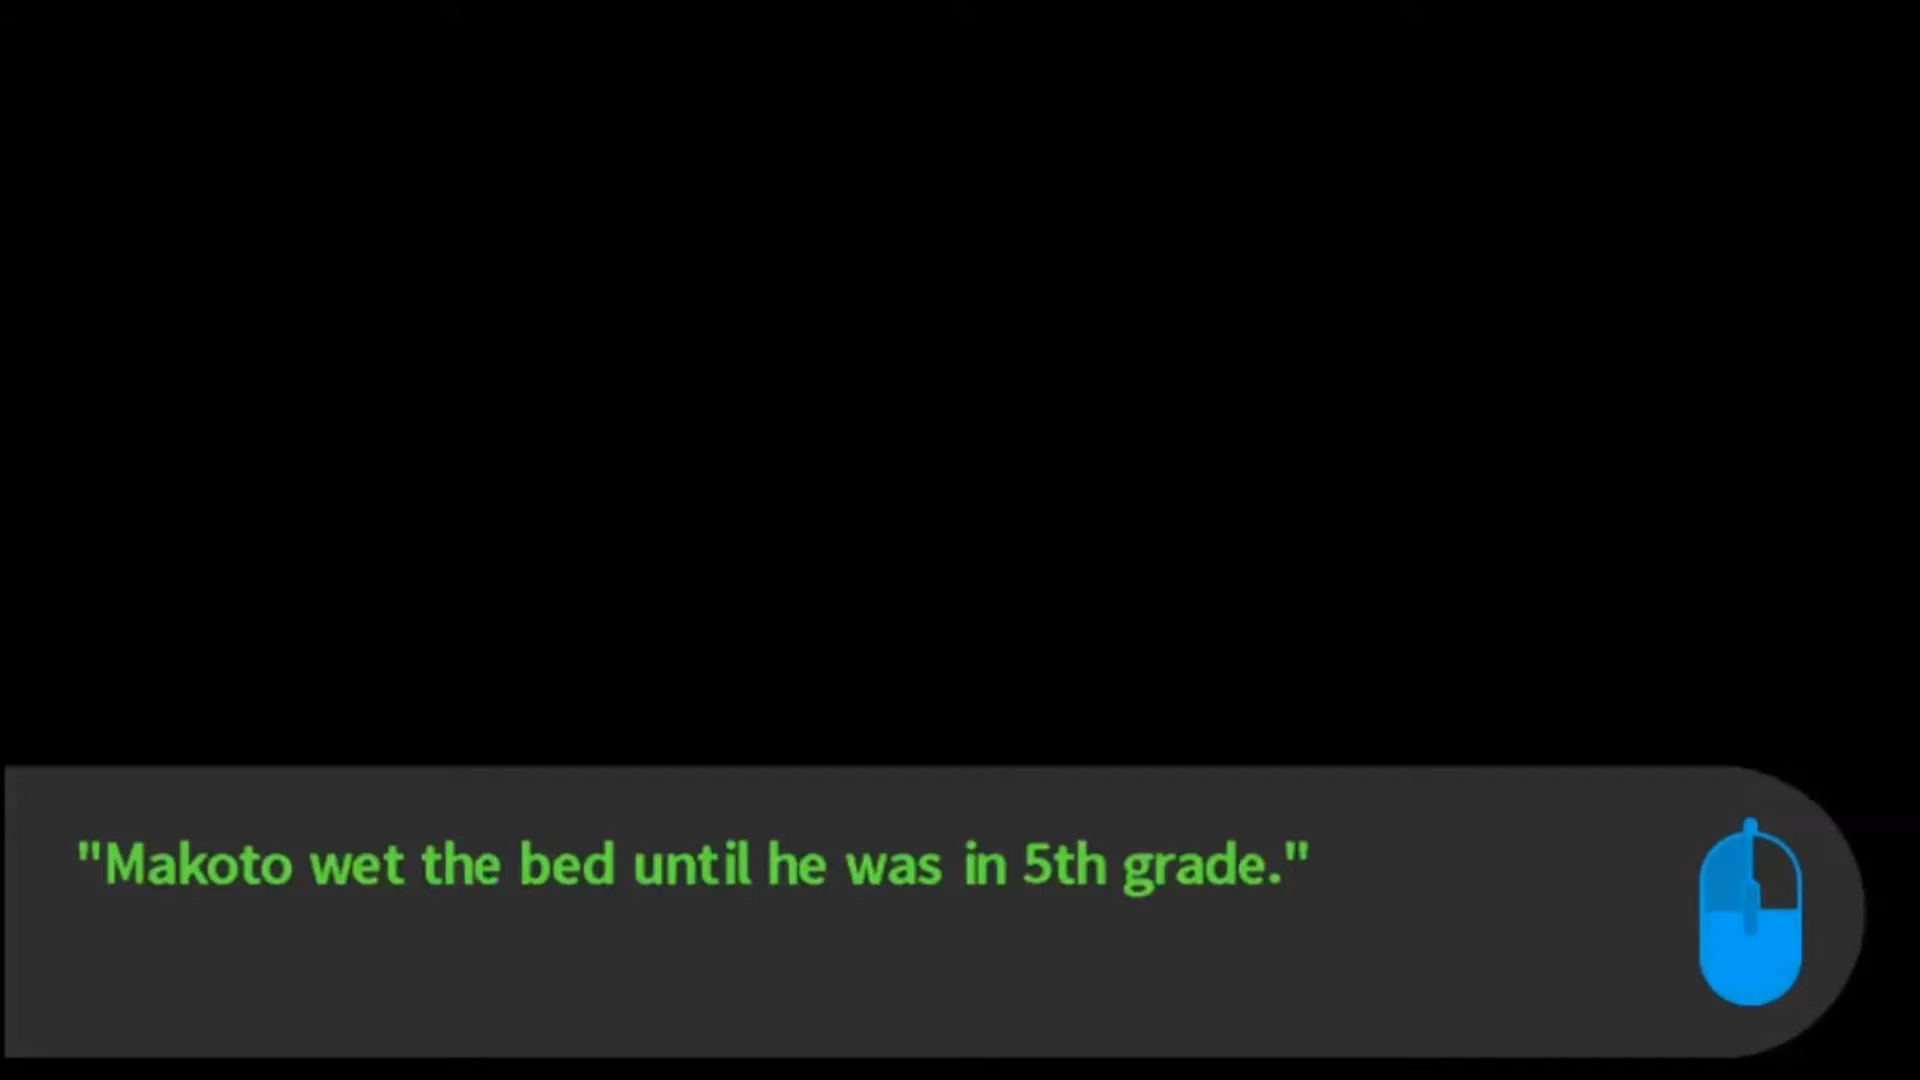 "Makoto wet the bed until he was in 5th grade."